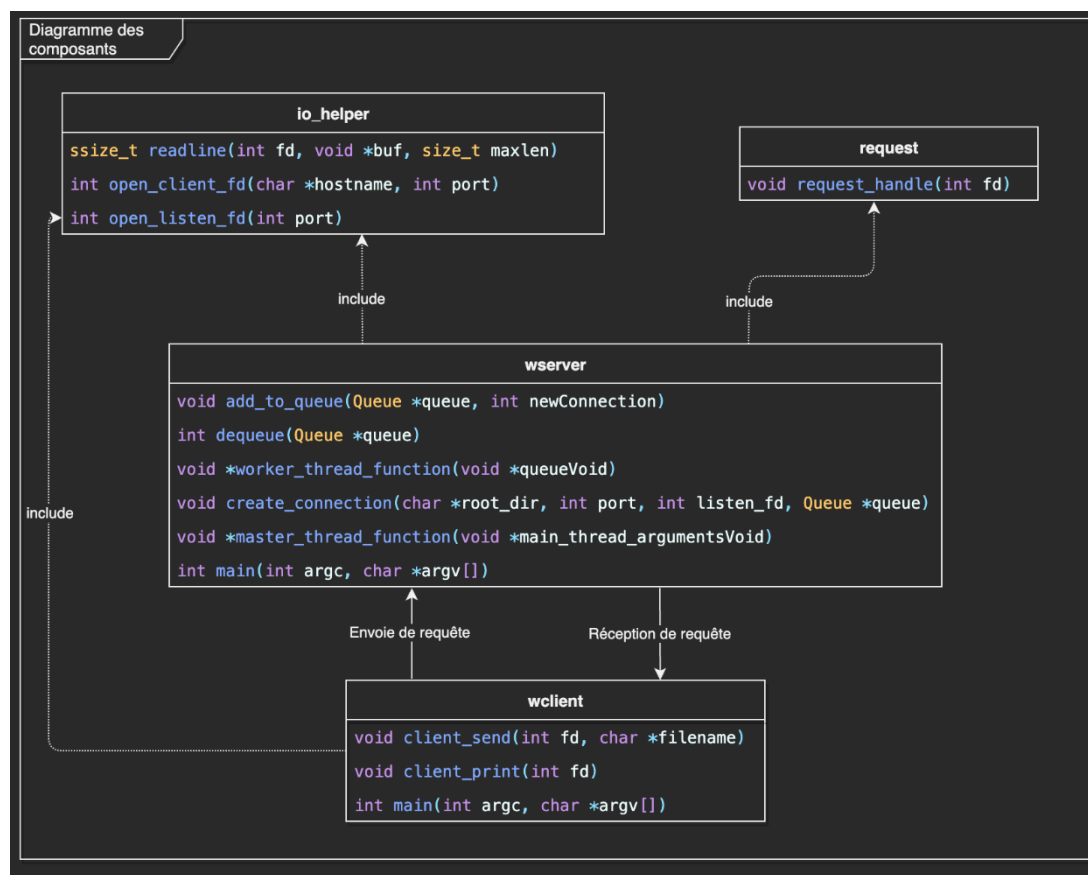 Diagramme des
composants
io_helper
ssize_t readline(int fd, void *buf, size_t maxlen)
int open_client_fd(char *hostname, int port)
int open_listen_fd(int port)
request
void request_handle(int fd)
include
include
wserver
void add_to_queue(Queue *queue, int newConnection)
int dequeue(Queue *queue)
void *worker_thread_function(void *queueVoid)
void create_connection(char *root_dir, int port, int listen_fd, Queue *queue)
void *master_thread_function(void *main_thread_argumentsVoid)
int main(int argc, char *argv[])
include
Envoie de requête
Réception de requête
wclient
void client_send(int fd, char *filename)
void client_print(int fd)
int main(int argc, char *argv[])